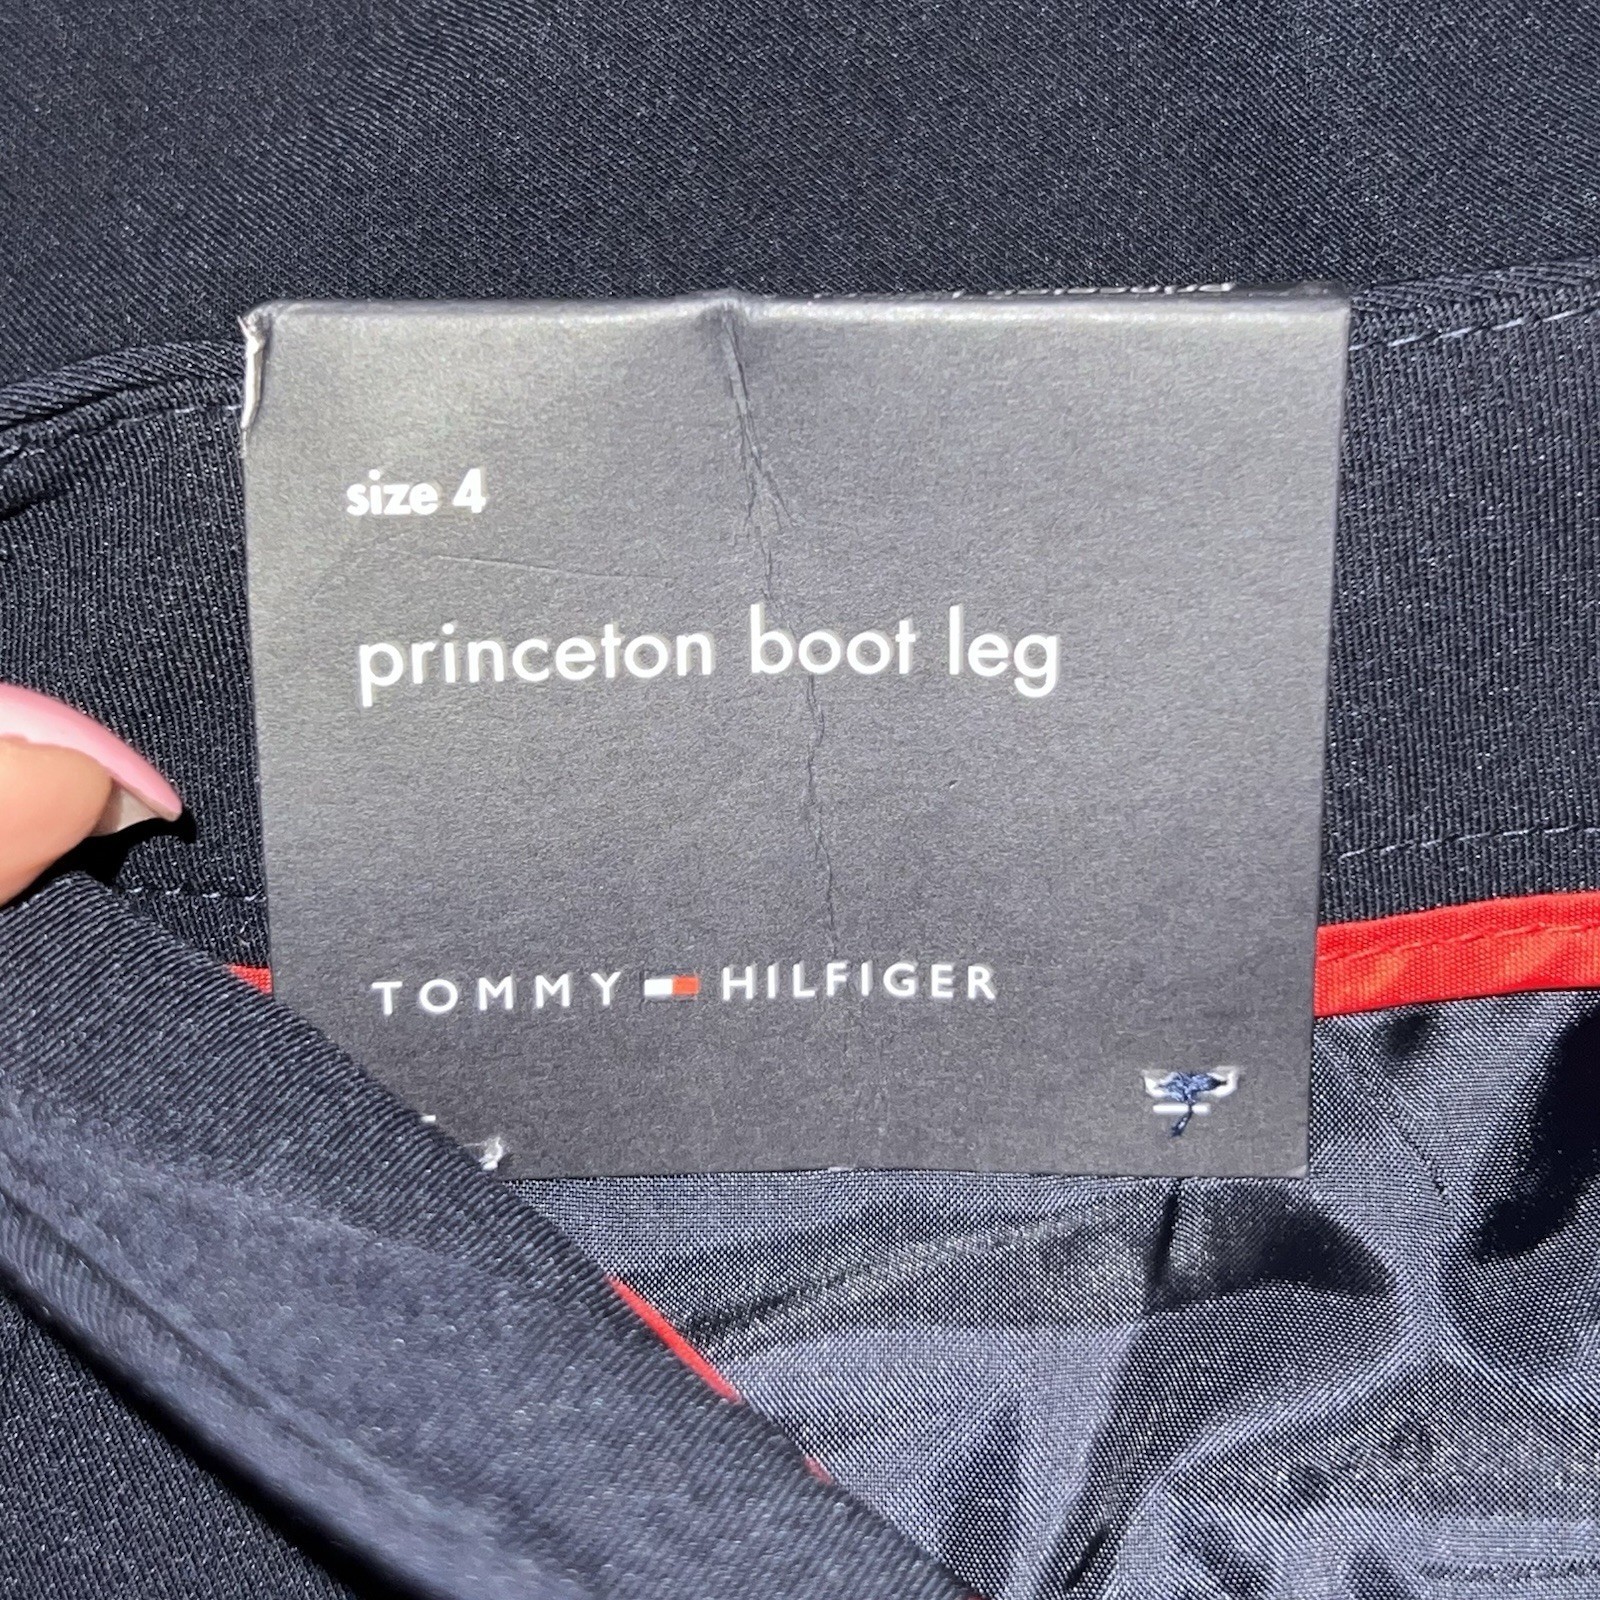 size 4
princeton boot leg
TOMMY HILFIGER